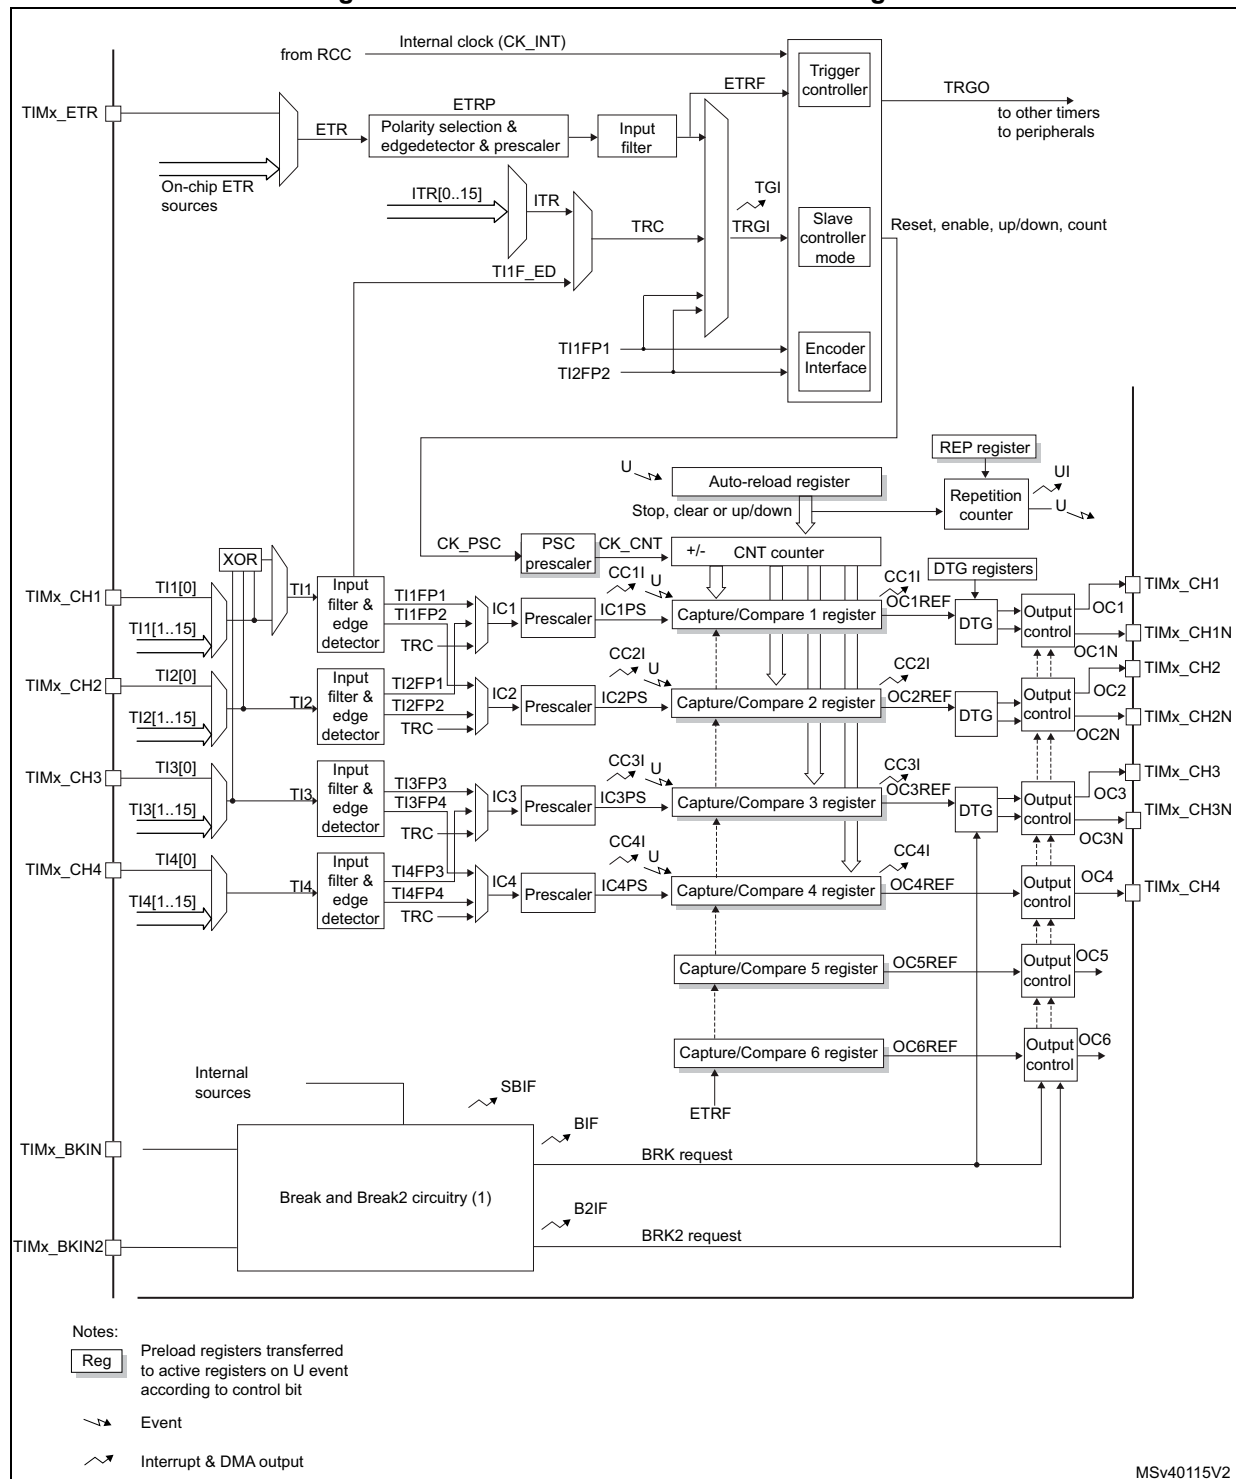 Internal clock (CK_INT)
from RCC
Trigger
controller
ETRF
TRGO
to other timers
to peripherals
TIMx_ETR
ETR
ETRP
Polarity selection &
edgedetector & prescaler
Input
filter
On-chip ETR
sources
ITR[0..15]
ITR
TRC
TI1F_ED
TGI
TRGI
Slave
controller
mode
Reset, enable, up/down, count
TI1FP1
TI2FP2
Encoder
Interface
REP register
U
Auto-reload register
UI
Repetition
counter
U
Stop, clear or up/down
CK_PSC
PSC
prescaler
CK_CNT
+/-
CNT counter
DTG registers
XOR
TIMx_CH1
TI1[0]
TI1[1..15]
TI1
Input
filter &
edge
detector
TI1FP1
TI1FP2
TRC
IC1
Prescaler
IC1PS
CC1I
U
Capture/Compare 1 register
CC1I
OC1REF
DTG
Output
control
OC1
TIMx_CH1
OC1N
TIMx_CH1N
TIMx_CH2
TI2[0]
TI2[1..15]
TI2
Input
filter &
edge
detector
TI2FP1
TI2FP2
TRC
IC2
Prescaler
IC2PS
CC2I
U
Capture/Compare 2 register
CC2I
OC2REF
DTG
Output
control
OC2
TIMx_CH2
OC2N
TIMx_CH2N
TIMx_CH3
TI3[0]
TI3[1..15]
TI3
Input
filter &
edge
detector
TI3FP3
TI3FP4
TRC
IC3
Prescaler
IC3PS
CC3I
U
Capture/Compare 3 register
CC3I
OC3REF
DTG
Output
control
OC3
TIMx_CH3
OC3N
TIMx_CH3N
TIMx_CH4
TI4[0]
TI4[1..15]
TI4
Input
filter &
edge
detector
TI4FP3
TI4FP4
TRC
IC4
Prescaler
IC4PS
CC4I
U
Capture/Compare 4 register
CC4I
OC4REF
Output
control
OC4
TIMx_CH4
Capture/Compare 5 register
OC5REF
Output
control
OC5
Capture/Compare 6 register
OC6REF
Output
control
OC6
ETRF
Internal
sources
SBIF
TIMx_BKIN
BIF
BRK request
Break and Break2 circuitry (1)
TIMx_BKIN2
B2IF
BRK2 request
Notes:
Reg
Preload registers transferred
to active registers on U event
according to control bit
Event
Interrupt & DMA output
MSv40115V2